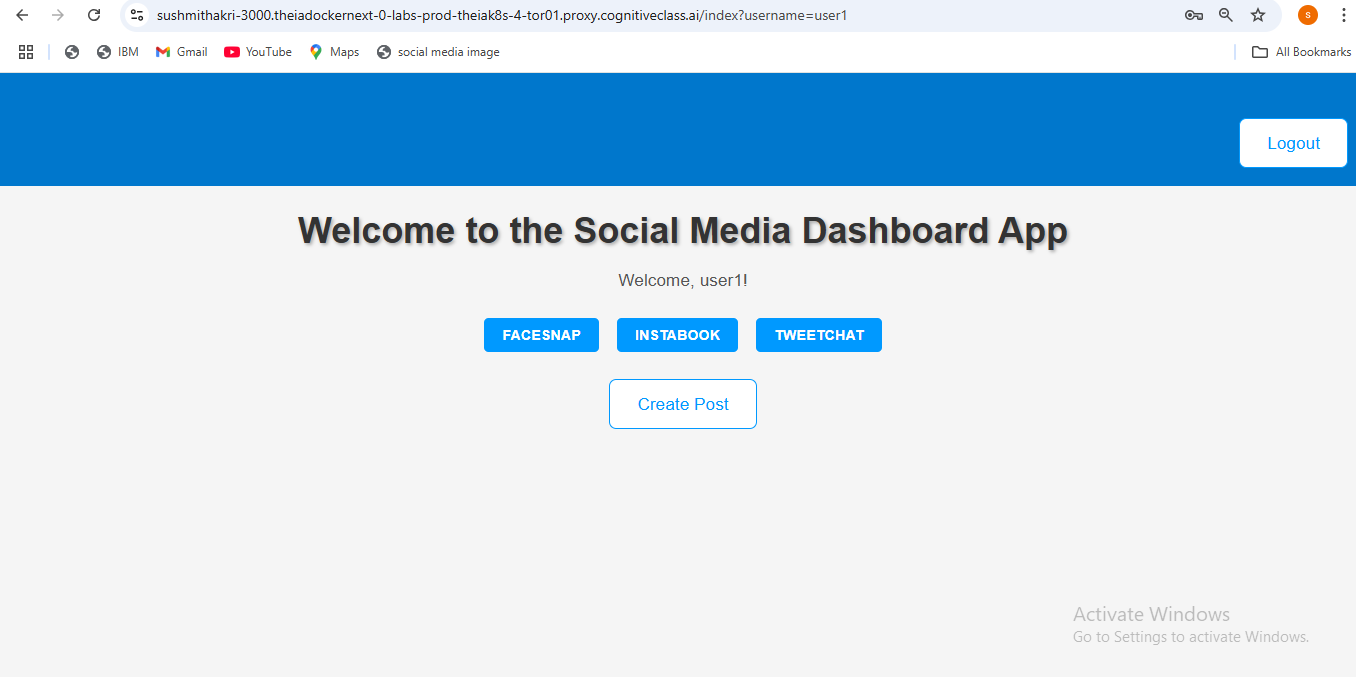 sushmithakri-3000.theiadockernext-0-labs-prod-theiak8s-4-tor01.proxy.cognitiveclass.ai/index?username=user1
S
IBM Gmail YouTube Maps social media image All Bookmarks
Logout
Welcome to the Social Media Dashboard App
Welcome, user1!
FACESNAP INSTABOOK TWEETCHAT
Create Post
Activate Windows
Go to Settings to activate Windows.